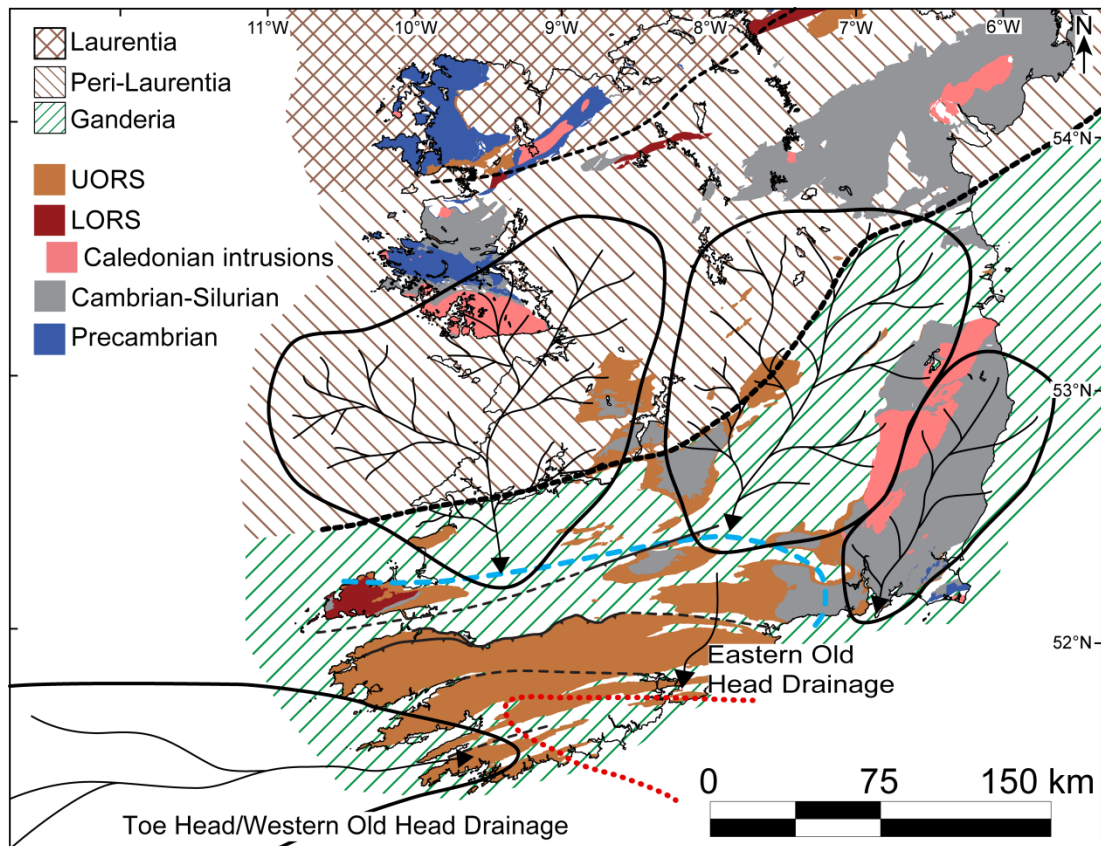 11°W 10°W 9°W 8°W 6°W
N
Laurentia
Peri-Laurentia
Ganderia
UORS
LORS
Caledonian intrusions
Cambrian-Silurian
Precambrian
54°N
53°N
52°N
Eastern Old
Head Drainage
0 75 150 km
Toe Head/Western Old Head Drainage